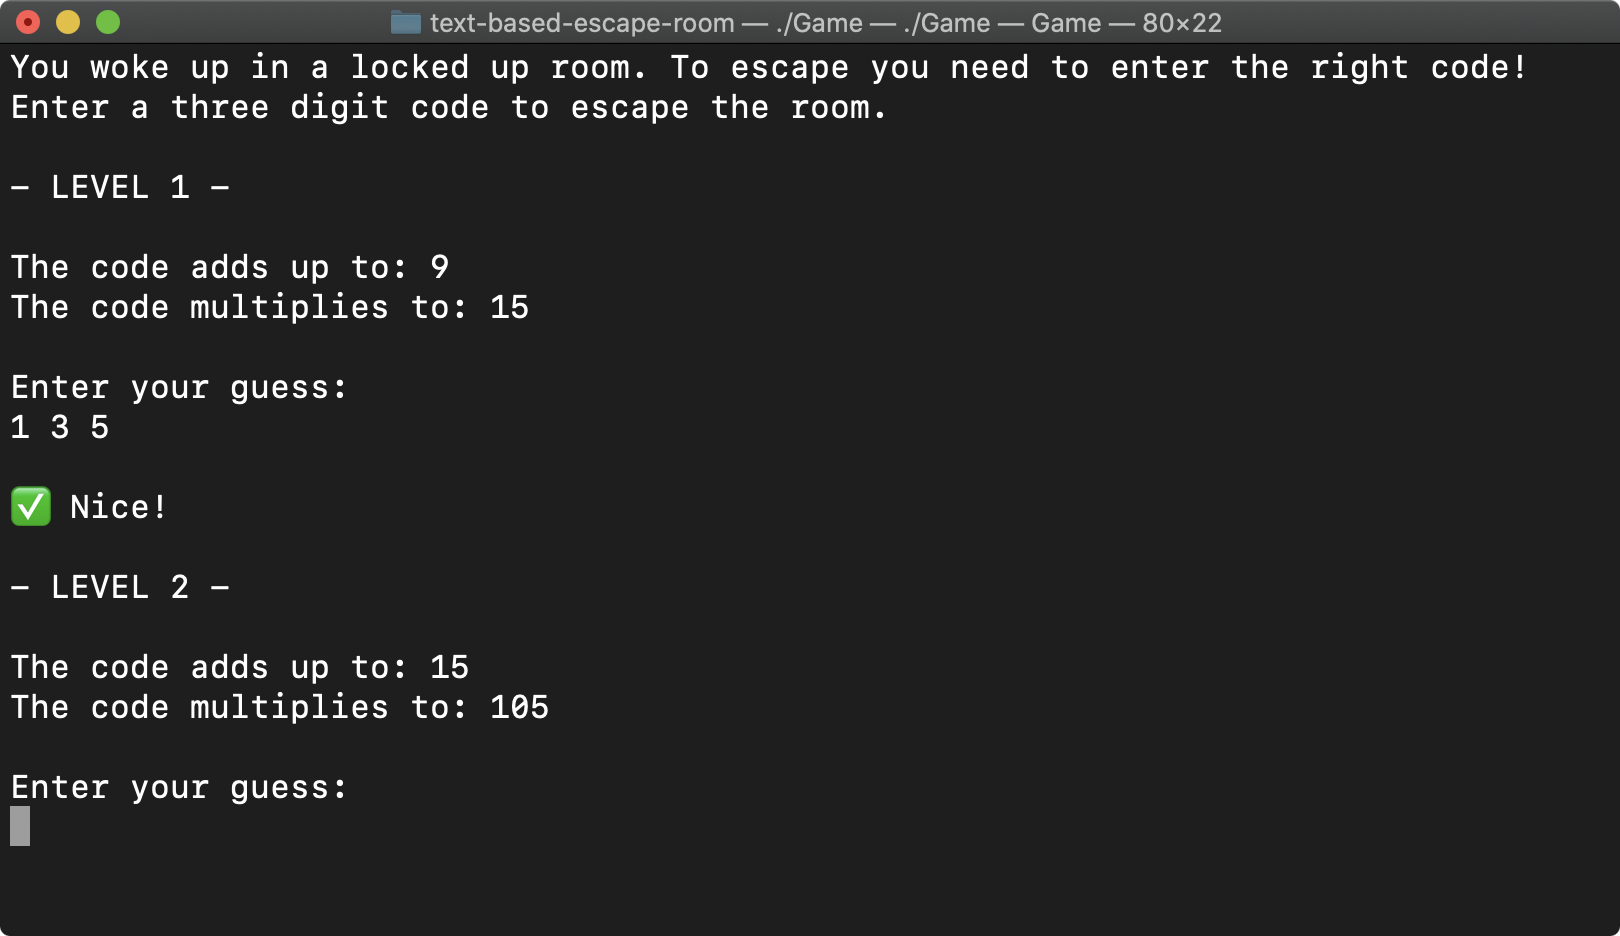 text-based-escape-room — ./Game — ./Game — Game — 80×22
You woke up in a locked up room. To escape you need to enter the right code!
Enter a three digit code to escape the room.
- LEVEL 1 -
The code adds up to: 9
The code multiplies to: 15
Enter your guess:
1 3 5
✅ Nice!
- LEVEL 2 -
The code adds up to: 15
The code multiplies to: 105
Enter your guess: